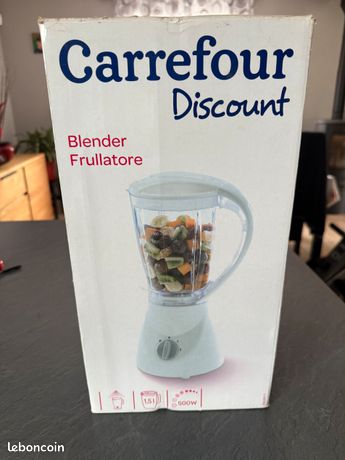 Carrefour
Discount
Blender
Frullatore
1,5 l
500W
leboncoin